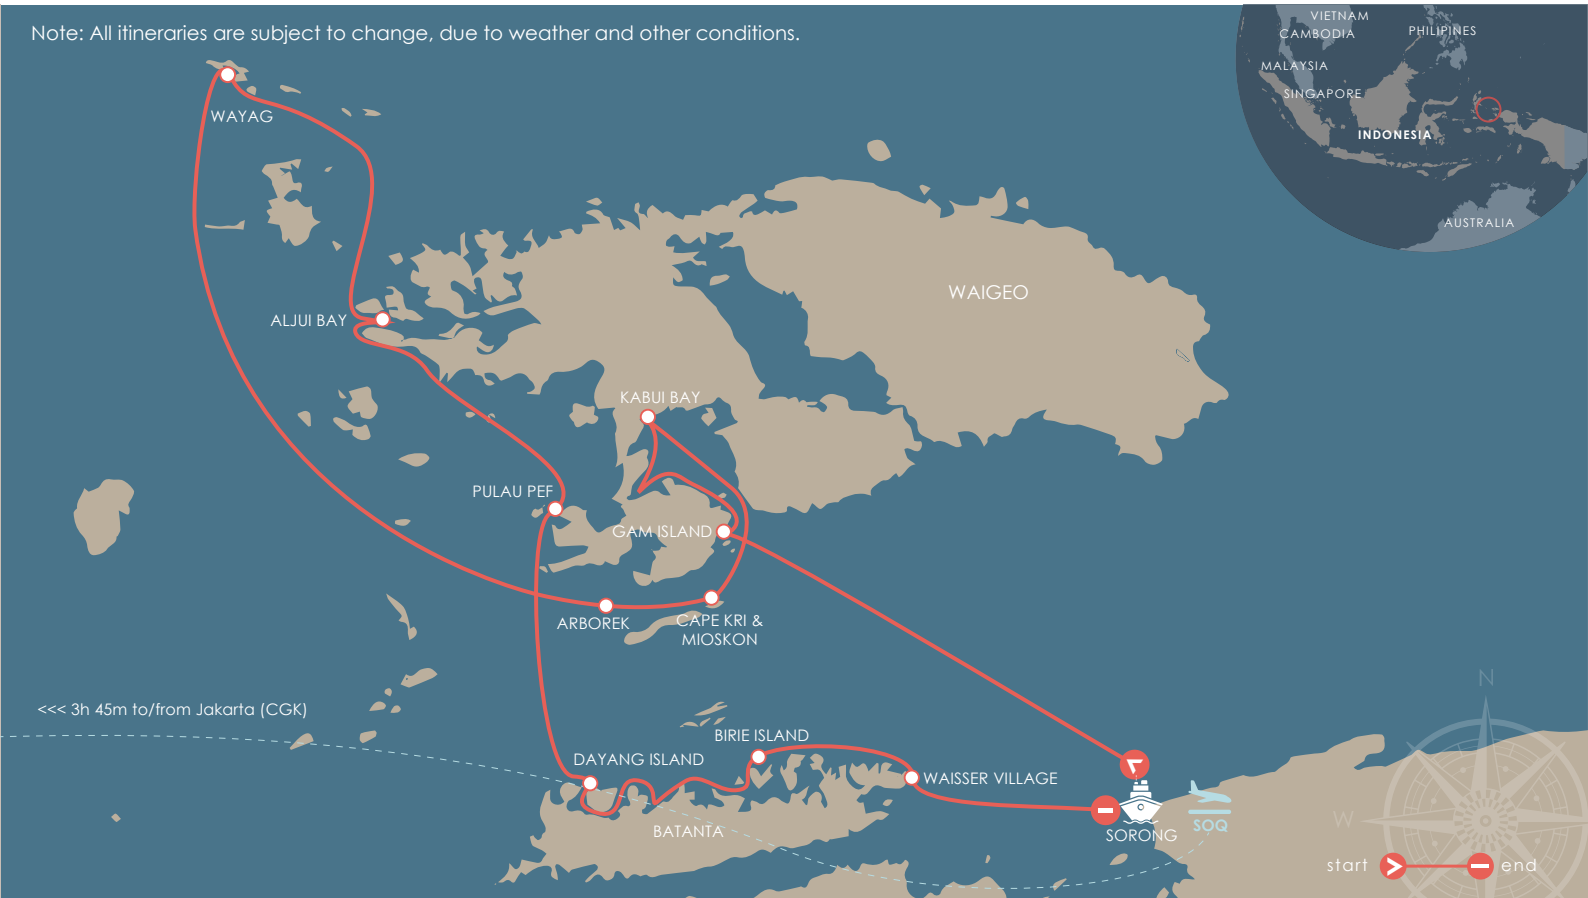 Note: All itineraries are subject to change, due to weather and other conditions.
VIETNAM
CAMBODIA
PHILIPINES
MALAYSIA
SINGAPORE
INDONESIA
AUSTRALIA
WAYAG
WAIGEO
ALJUI BAY
KABUI BAY
PULAU PEF
GAM ISLAND
ARBOREK
CAPE KRI &
MIOSKON
<<< 3h 45m to/from Jakarta (CGK)
BIRIE ISLAND
DAYANG ISLAND
WAISSER VILLAGE
BATANTA
SORONG
SOQ
N
W
start
end